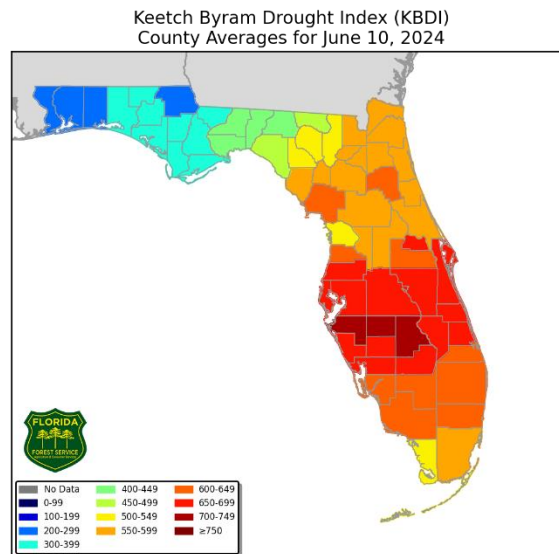 Keetch Byram Drought Index (KBDI)
County Averages for June 10, 2024
FLORIDA
FOREST SERVICE
No Data
0-99
100-199
200-299
300-399
400-449
450-499
500-549
550-599
600-649
650-699
700-749
≥750